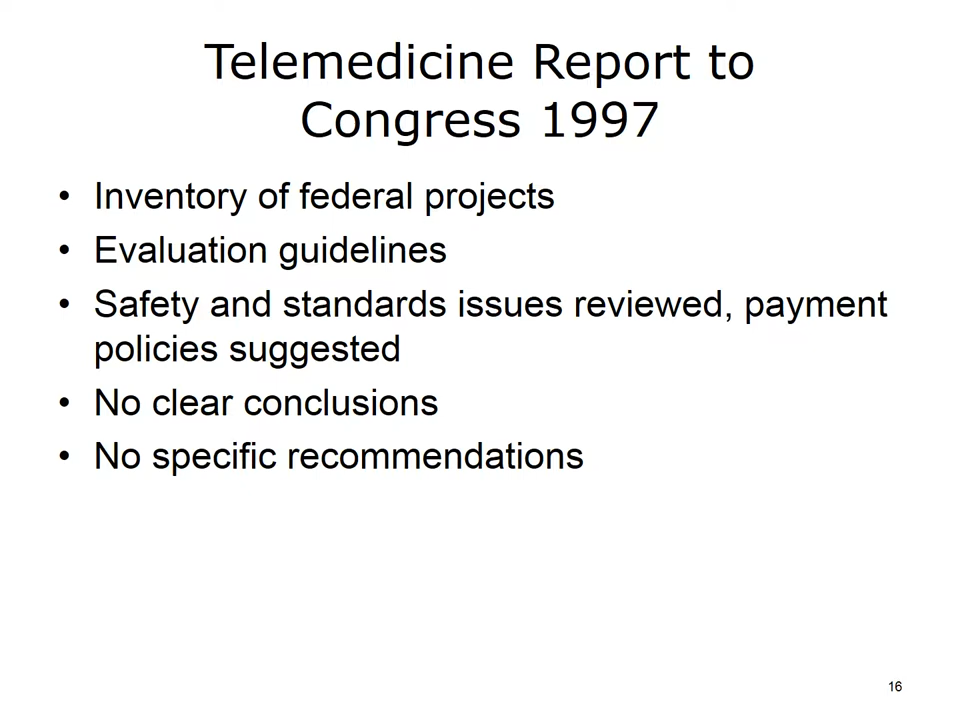 Telemedicine Report to
Congress 1997
• Inventory of federal projects
• Evaluation guidelines
• Safety and standards issues reviewed, payment
policies suggested
• No clear conclusions
• No specific recommendations
16